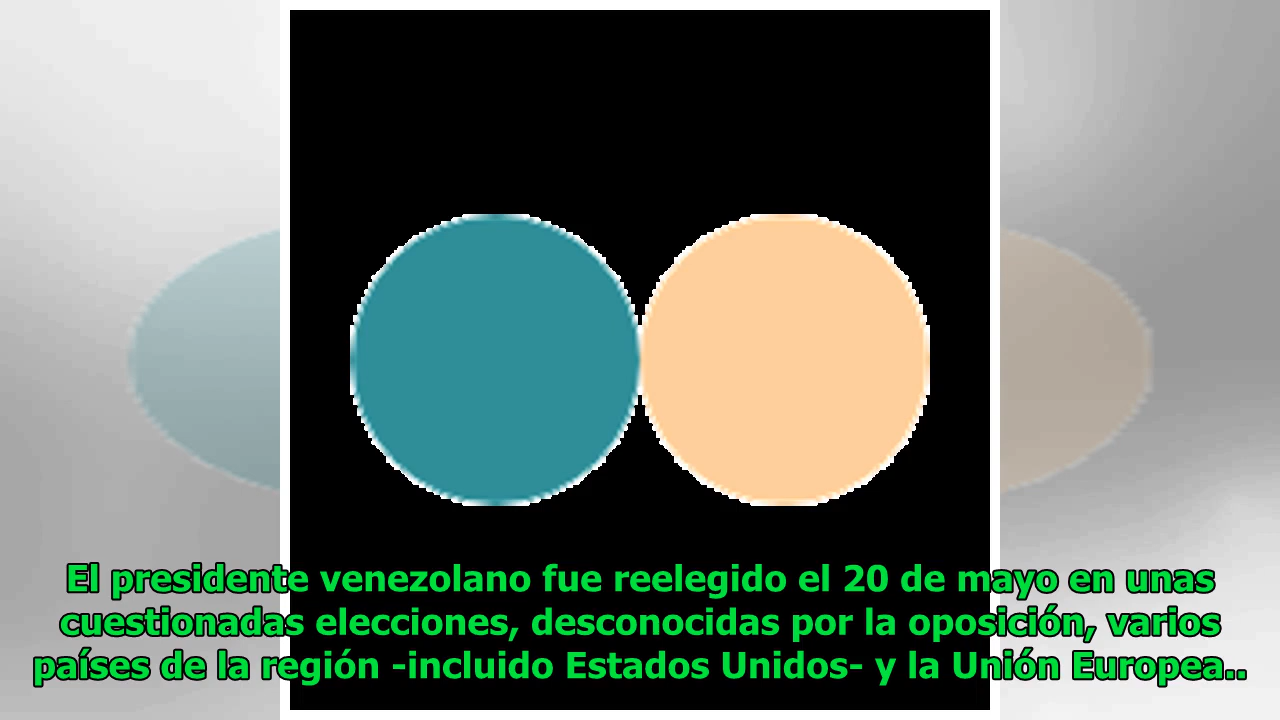 El presidente venezolano fue reelegido el 20 de mayo en unas
cuestionadas elecciones, desconocidas por la oposición, varios
países de la región -incluido Estados Unidos- y la Unión Europea..